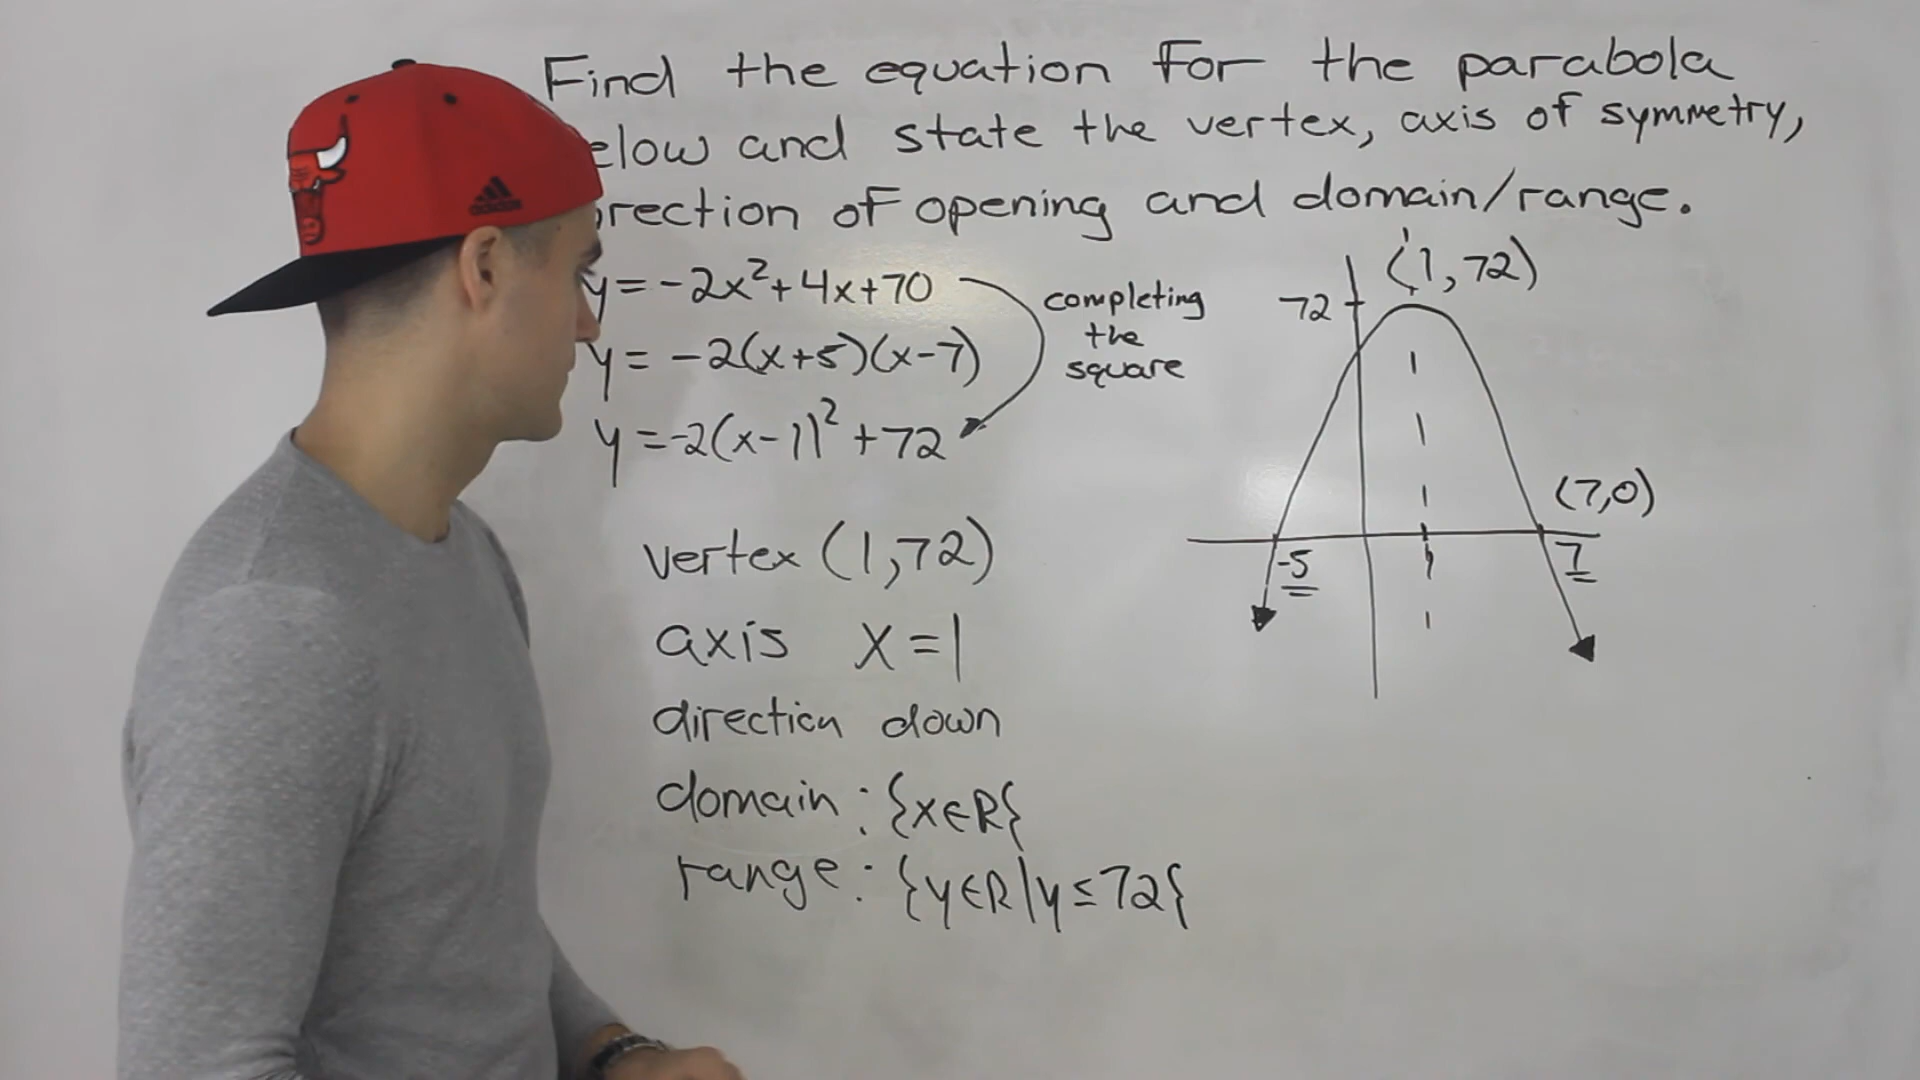 Find the equation for the parabola
elow and state the vertex, axis of symmetry,
rection of opening and domain/range.
y = -2x² + 4x + 70
y = -2(x+5)(x-7)
y = -2(x-1)² + 72
completing
the
square
vertex (1,72)
axis x = 1
direction down
domain : {x∈R}
range : {y∈R | y ≤ 72}
(1,72)
72
(7,0)
-5
7
adidas